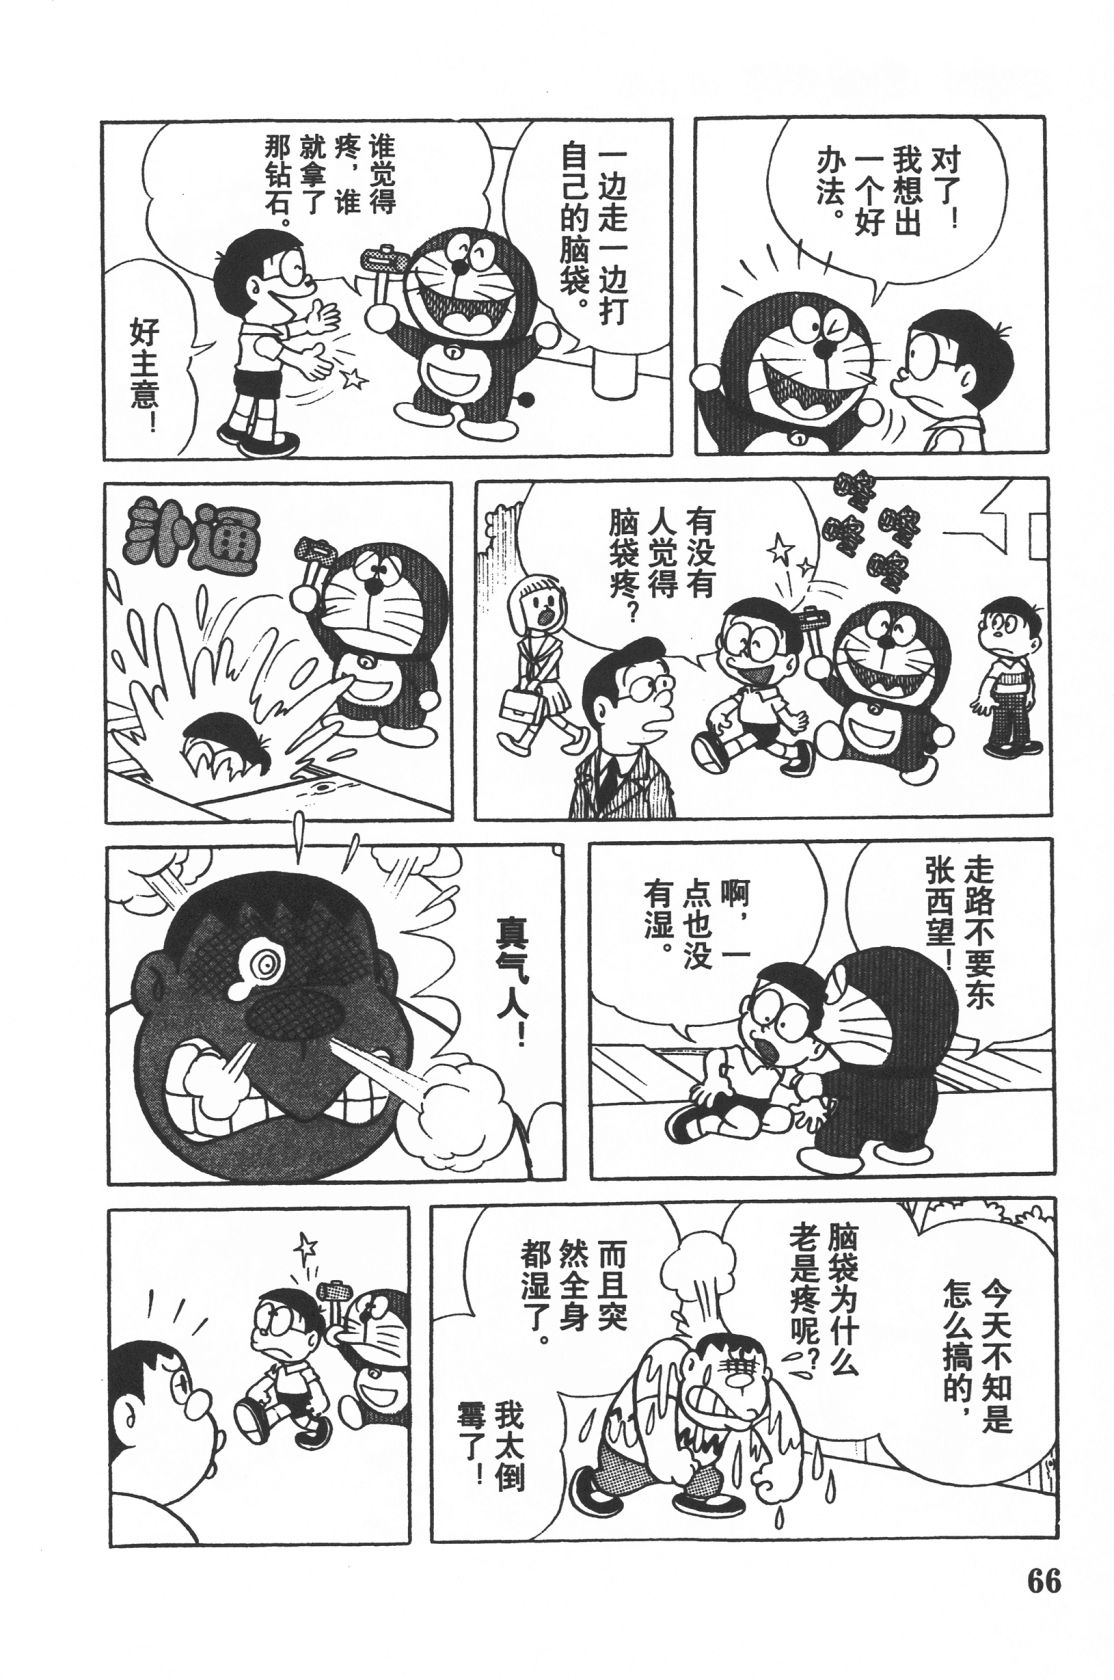 对了！
我想出
一个好
办法。
一边走一边打
自己的脑袋。
谁觉得
疼，谁
就拿了
那钻石。
好主意！
咚咚
咚咚
有没有
人觉得
脑袋疼？
扑通
走路不要东
张西望！
啊，一
点也没
有湿。
真气人！
今天不知是
怎么搞的，
脑袋为什么
老是疼呢？
而且突
然全身
都湿了。
我太倒
霉了！
66